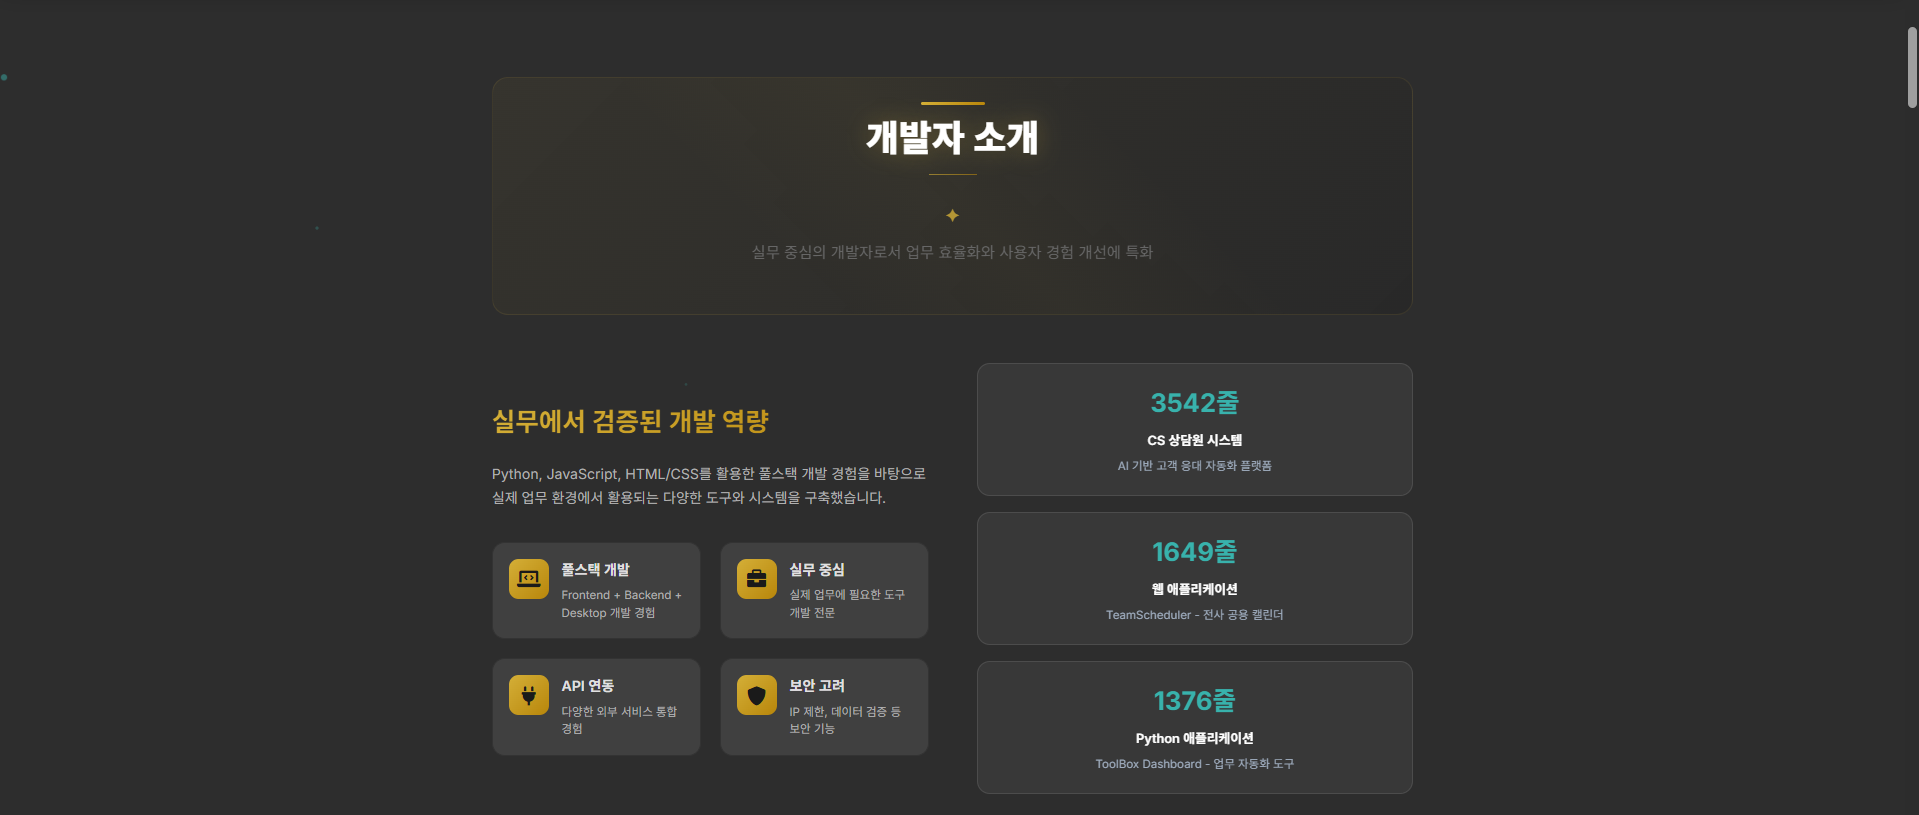 개발자 소개
실무 중심의 개발자로서 업무 효율화와 사용자 경험 개선에 특화
실무에서 검증된 개발 역량
Python, JavaScript, HTML/CSS를 활용한 풀스택 개발 경험을 바탕으로
실제 업무 환경에서 활용되는 다양한 도구와 시스템을 구축했습니다.
풀스택 개발
Frontend + Backend +
Desktop 개발 경험
실무 중심
실제 업무에 필요한 도구
개발 전문
API 연동
다양한 외부 서비스 통합
경험
보안 고려
IP 제한, 데이터 검증 등
보안 기능
3542줄
CS 상담원 시스템
AI 기반 고객 응대 자동화 플랫폼
1649줄
웹 애플리케이션
TeamScheduler - 전사 공용 캘린더
1376줄
Python 애플리케이션
ToolBox Dashboard - 업무 자동화 도구